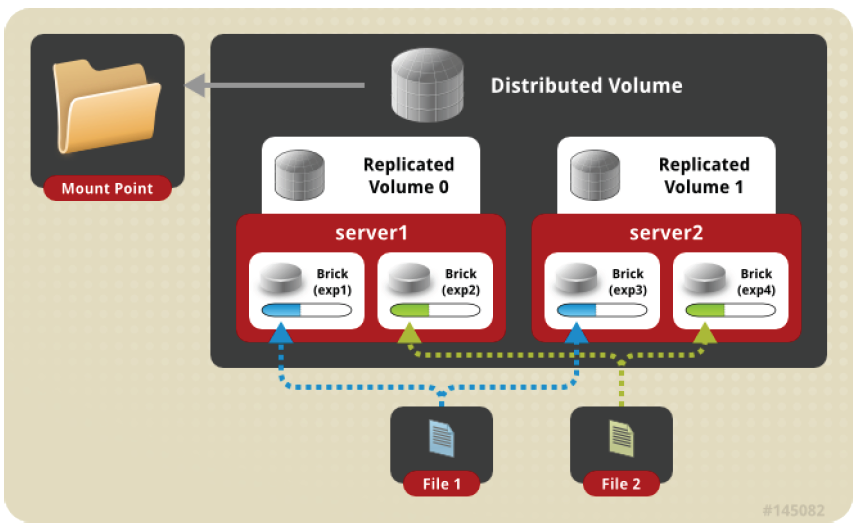 Distributed Volume
Mount Point
Replicated
Volume 0
Replicated
Volume 1
server1
server2
Brick
(exp1)
Brick
(exp2)
Brick
(exp3)
Brick
(exp4)
File 1
File 2
#145082